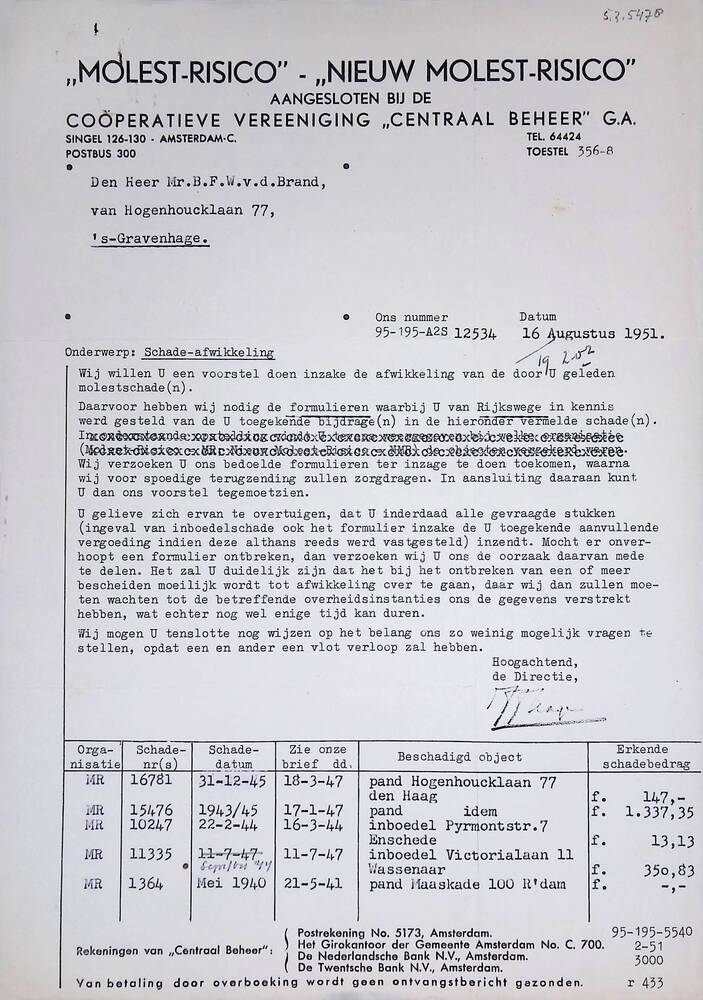 S.3.5478
„MOLEST-RISICO” - „NIEUW MOLEST-RISICO”
AANGESLOTEN BIJ DE
COÖPERATIEVE VEREENIGING „CENTRAAL BEHEER” G.A.
SINGEL 126-130 - AMSTERDAM-C.
TEL. 64424
POSTBUS 300
TOESTEL 356-8
Den Heer Mr.B.F.W.v.d.Brand,
van Hogenhoucklaan 77,
's-Gravenhage.
Ons nummer Datum
95-195-A2S 12534 16 Augustus 1951.
Onderwerp: Schade-afwikkeling
Wij willen U een voorstel doen inzake de afwikkeling van de door U geleden
molestschade(n).
Daarvoor hebben wij nodig de formulieren waarbij U van Rijkswege in kennis
werd gesteld van de U toegekende bijdrage(n) in de hieronder vermelde schade(n).
Wij verzoeken U ons bedoelde formulieren ter inzage te doen toekomen, waarna
wij voor spoedige terugzending zullen zorgdragen. In aansluiting daaraan kunt
U dan ons voorstel tegemoetzien.
U gelieve zich ervan te overtuigen, dat U inderdaad alle gevraagde stukken
(ingeval van inboedelschade ook het formulier inzake de U toegekende aanvullende
vergoeding indien deze althans reeds werd vastgesteld) inzendt. Mocht er onver-
hoopt een formulier ontbreken, dan verzoeken wij U ons de oorzaak daarvan mede
te delen. Het zal U duidelijk zijn dat het bij het ontbreken van een of meer
bescheiden moeilijk wordt tot afwikkeling over te gaan, daar wij dan zullen moe-
ten wachten tot de betreffende overheidsinstanties ons de gegevens verstrekt
hebben, wat echter nog wel enige tijd kan duren.
Wij mogen U tenslotte nog wijzen op het belang ons zo weinig mogelijk vragen te
stellen, opdat een en ander een vlot verloop zal hebben.
Hoogachtend,
de Directie,
Orga- Schade- Schade- Zie onze Beschadigd object Erkende
nisatie nr(s) datum brief dd. schadebedrag
MR 16781 31-12-45 18-3-47 pand Hogenhoucklaan 77
den Haag f. 147,-
MR 15476 1943/45 17-1-47 pand idem f. 1.337,35
MR 10247 22-2-44 16-3-44 inboedel Pyrmontstr.7
Enschede f. 13,13
MR 11335 11-7-47 11-7-47 inboedel Victorialaan 11
Wassenaar f. 350,83
MR 1364 Mei 1940 21-5-41 pand Maaskade 100 R'dam f. -,-
Rekeningen van „Centraal Beheer”:
Postrekening No. 5173, Amsterdam.
Het Girokantoor der Gemeente Amsterdam No. C. 700.
De Nederlandsche Bank N.V., Amsterdam.
De Twentsche Bank N.V., Amsterdam.
95-195-5540
2-51
3000
Van betaling door overboeking wordt geen ontvangstbericht gezonden. r 433